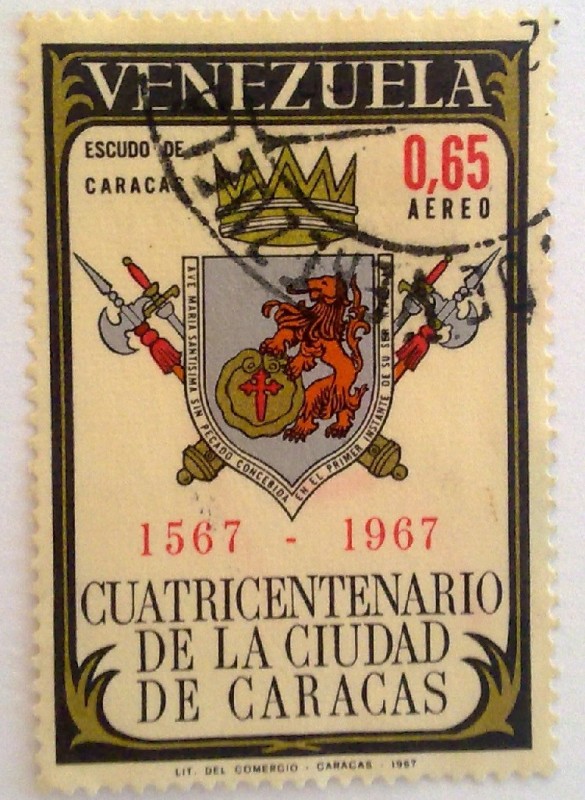 VENEZUELA
ESCUDO DE
CARACAS
0,65
AEREO
AVE MARIA SANTISIMA SIN PECADO CONCEBIDA EN EL PRIMER INSTANTE DE SU SER
1567 - 1967
CUATRICENTENARIO
DE LA CIUDAD
DE CARACAS
LIT. DEL COMERCIO - CARACAS - 1967